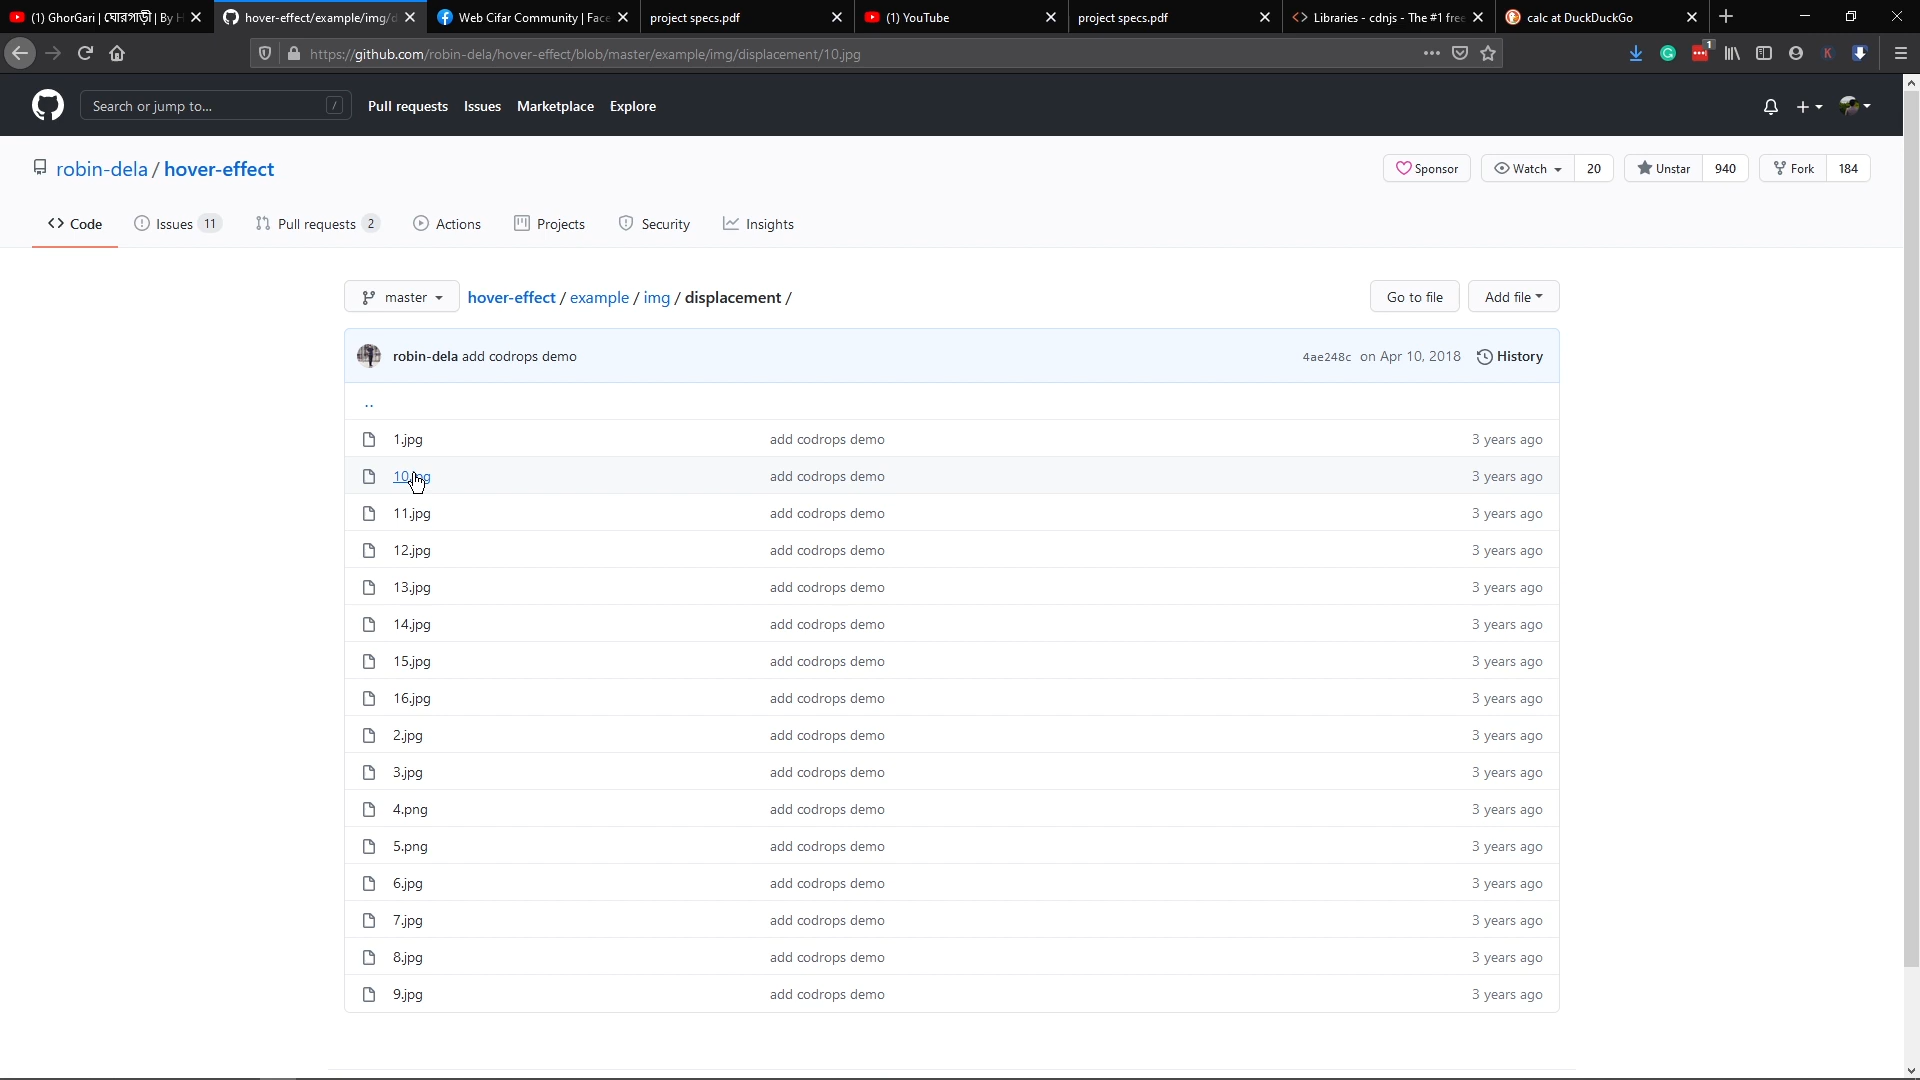 (1) GhorGari | ঘোরগাড়ী | By H
hover-effect/example/img/d
Web Cifar Community | Face
project specs.pdf
(1) YouTube
project specs.pdf
Libraries - cdnjs - The #1 free
calc at DuckDuckGo
https://github.com/robin-dela/hover-effect/blob/master/example/img/displacement/10.jpg
1
K
Search or jump to... /
Pull requests Issues Marketplace Explore
robin-dela / hover-effect
Sponsor Watch 20 Unstar 940 Fork 184
Code Issues 11 Pull requests 2 Actions Projects Security Insights
master hover-effect / example / img / displacement / Go to file Add file
robin-dela add codrops demo 4ae248c on Apr 10, 2018 History
..
1.jpg add codrops demo 3 years ago
10.jpg add codrops demo 3 years ago
11.jpg add codrops demo 3 years ago
12.jpg add codrops demo 3 years ago
13.jpg add codrops demo 3 years ago
14.jpg add codrops demo 3 years ago
15.jpg add codrops demo 3 years ago
16.jpg add codrops demo 3 years ago
2.jpg add codrops demo 3 years ago
3.jpg add codrops demo 3 years ago
4.png add codrops demo 3 years ago
5.png add codrops demo 3 years ago
6.jpg add codrops demo 3 years ago
7.jpg add codrops demo 3 years ago
8.jpg add codrops demo 3 years ago
9.jpg add codrops demo 3 years ago